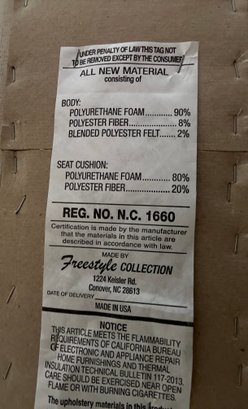 UNDER PENALTY OF LAW THIS TAG NOT
TO BE REMOVED EXCEPT BY THE CONSUMER
ALL NEW MATERIAL
consisting of
BODY:
POLYURETHANE FOAM............90%
POLYESTER FIBER.................8%
BLENDED POLYESTER FELT......2%
SEAT CUSHION:
POLYURETHANE FOAM............80%
POLYESTER FIBER.................20%
REG. NO. N.C. 1660
Certification is made by the manufacturer
that the materials in this article are
described in accordance with law.
MADE BY
Freestyle COLLECTION
1224 Keisler Rd.
Conover, NC 28613
DATE OF DELIVERY
MADE IN USA
NOTICE
THIS ARTICLE MEETS THE FLAMMABILITY
REQUIREMENTS OF CALIFORNIA BUREAU
OF ELECTRONIC AND APPLIANCE REPAIR
HOME FURNISHINGS AND THERMAL
INSULATION TECHNICAL BULLETIN 117-2013.
CARE SHOULD BE EXERCISED NEAR OPEN
FLAME OR WITH BURNING CIGARETTES.
The upholstery materials in this